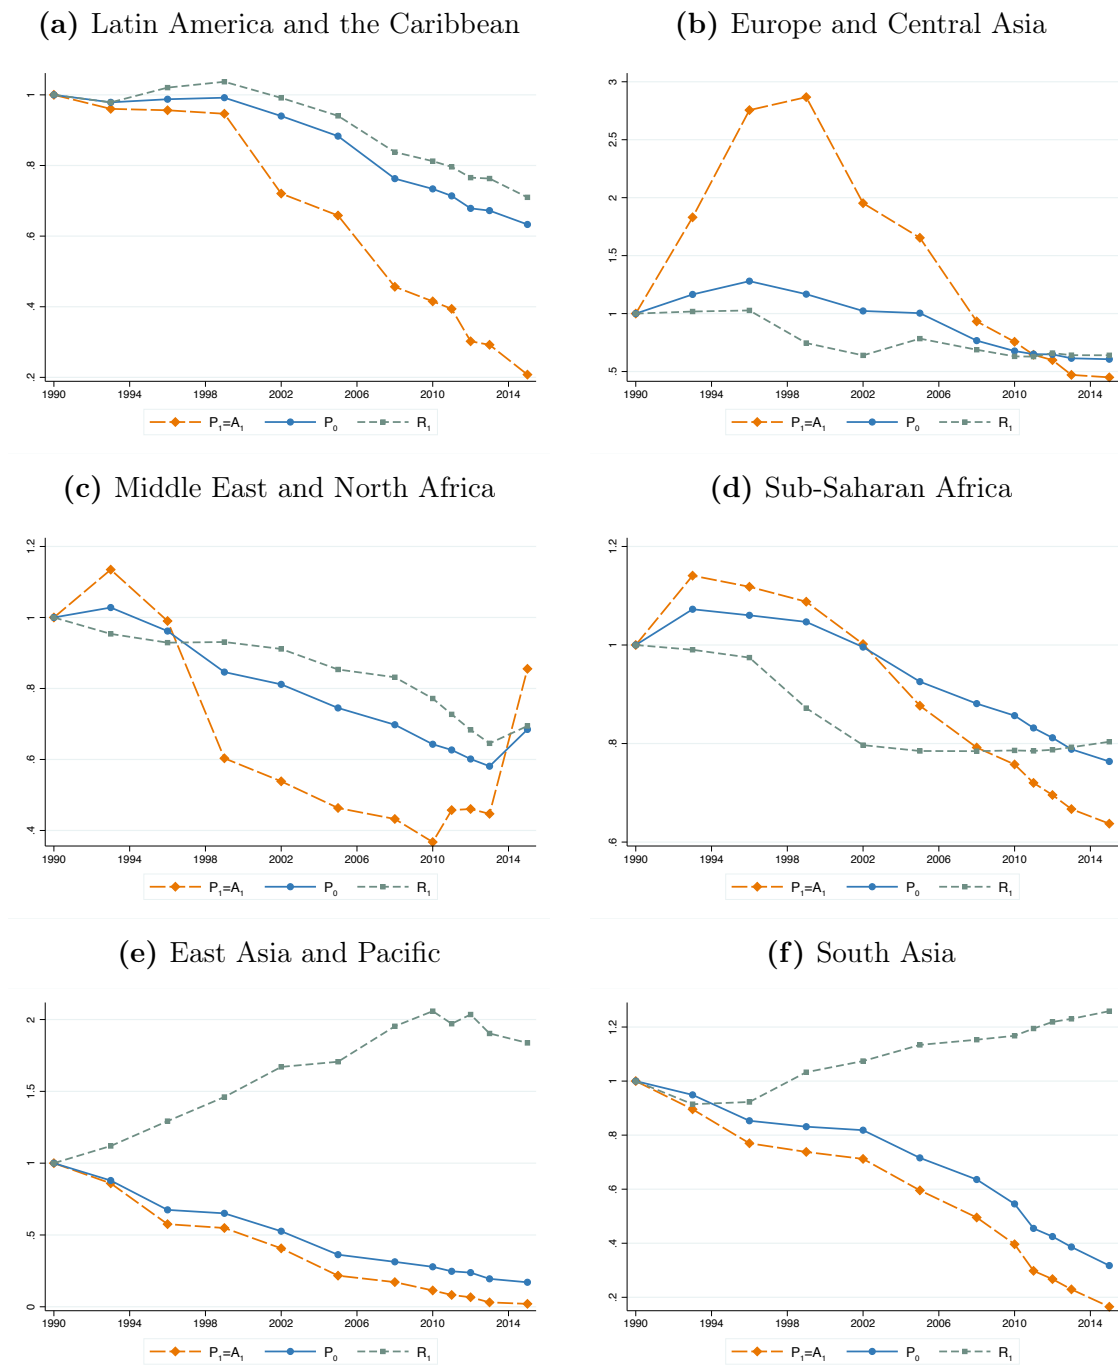 (a) Latin America and the Caribbean
1
.8
.6
.4
.2
1990 1994 1998 2002 2006 2010 2014
P₁=A₁ P₀ R₁
(b) Europe and Central Asia
3
2.5
2
1.5
1
.5
1990 1994 1998 2002 2006 2010 2014
P₁=A₁ P₀ R₁
(c) Middle East and North Africa
1.2
1
.8
.6
.4
1990 1994 1998 2002 2006 2010 2014
P₁=A₁ P₀ R₁
(d) Sub-Saharan Africa
1.2
1
.8
.6
1990 1994 1998 2002 2006 2010 2014
P₁=A₁ P₀ R₁
(e) East Asia and Pacific
2
1.5
1
.5
0
1990 1994 1998 2002 2006 2010 2014
P₁=A₁ P₀ R₁
(f) South Asia
1.2
1
.8
.6
.4
.2
1990 1994 1998 2002 2006 2010 2014
P₁=A₁ P₀ R₁